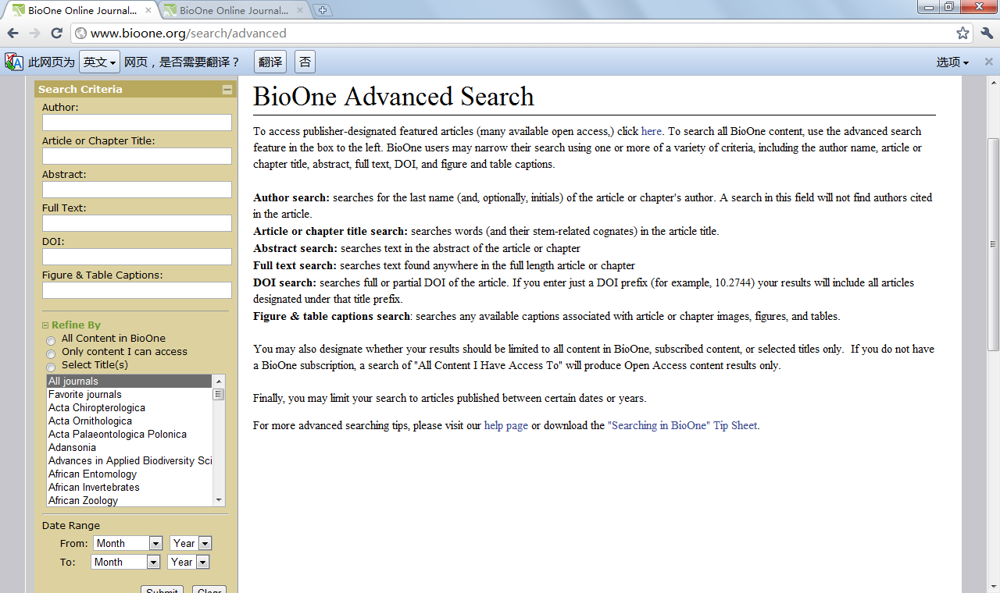 BioOne Online Journal...
BioOne Online Journal...
www.bioone.org/search/advanced
此网页为 英文 网页，是否需要翻译？ 翻译 否 选项
Search Criteria
Author:
Article or Chapter Title:
Abstract:
Full Text:
DOI:
Figure & Table Captions:
Refine By
All Content in BioOne
Only content I can access
Select Title(s)
All journals
Favorite journals
Acta Chiropterologica
Acta Ornithologica
Acta Palaeontologica Polonica
Adansonia
Advances in Applied Biodiversity Sci
African Entomology
African Invertebrates
African Zoology
Date Range
From: Month Year
To: Month Year
Submit Clear
BioOne Advanced Search
To access publisher-designated featured articles (many available open access,) click here. To search all BioOne content, use the advanced search
feature in the box to the left. BioOne users may narrow their search using one or more of a variety of criteria, including the author name, article or
chapter title, abstract, full text, DOI, and figure and table captions.
Author search: searches for the last name (and, optionally, initials) of the article or chapter's author. A search in this field will not find authors cited
in the article.
Article or chapter title search: searches words (and their stem-related cognates) in the article title.
Abstract search: searches text in the abstract of the article or chapter
Full text search: searches text found anywhere in the full length article or chapter
DOI search: searches full or partial DOI of the article. If you enter just a DOI prefix (for example, 10.2744) your results will include all articles
designated under that title prefix.
Figure & table captions search: searches any available captions associated with article or chapter images, figures, and tables.
You may also designate whether your results should be limited to all content in BioOne, subscribed content, or selected titles only. If you do not have
a BioOne subscription, a search of "All Content I Have Access To" will produce Open Access content results only.
Finally, you may limit your search to articles published between certain dates or years.
For more advanced searching tips, please visit our help page or download the "Searching in BioOne" Tip Sheet.